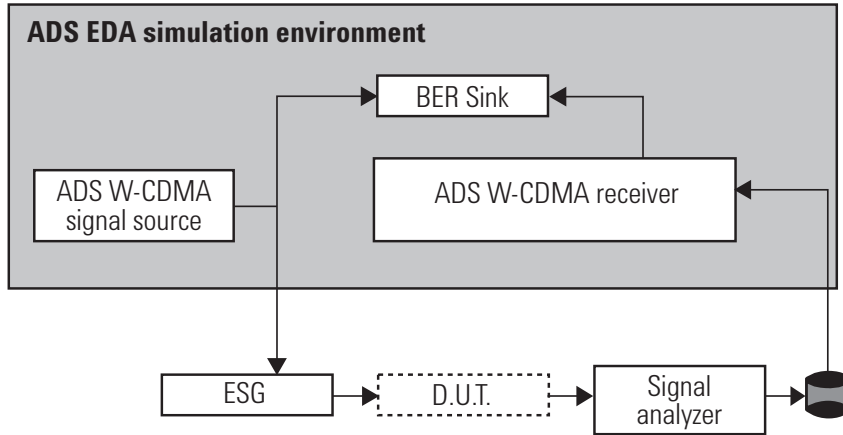 ADS EDA simulation environment
BER Sink
ADS W-CDMA
signal source
ADS W-CDMA receiver
ESG
D.U.T.
Signal
analyzer